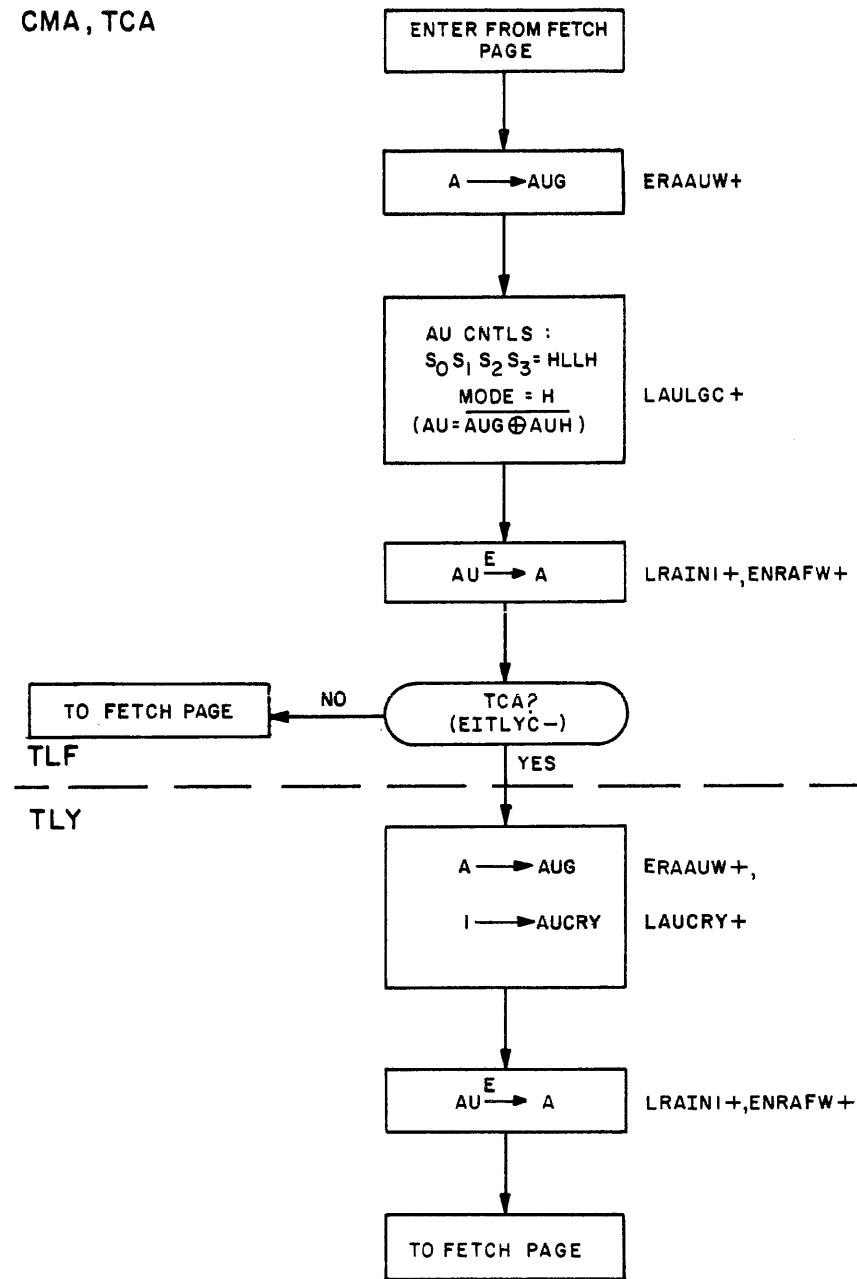 CMA, TCA
ENTER FROM FETCH
PAGE
A → AUG
ERAAUW+
AU CNTLS :
S0 S1 S2 S3 = HLLH
MODE = H
(AU = AUG⊕AUH)
LAULGC+
AU E→ A
LRAINI+, ENRAFW+
TCA?
(EITLYC-)
NO
TO FETCH PAGE
TLF
YES
TLY
A → AUG
ERAAUW+,
I → AUCRY
LAUCRY+
AU E→ A
LRAINI+, ENRAFW+
TO FETCH PAGE